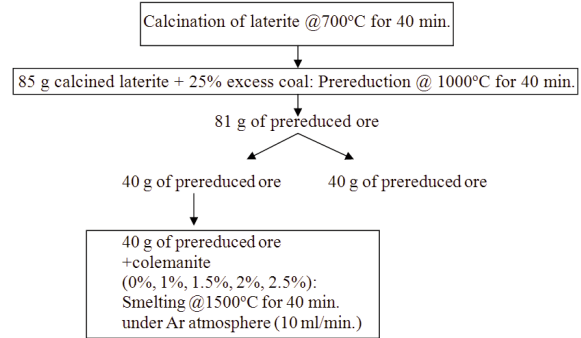 Calcination of laterite @700°C for 40 min.
85 g calcined laterite + 25% excess coal: Prereduction @ 1000°C for 40 min.
81 g of prereduced ore
40 g of prereduced ore
40 g of prereduced ore
40 g of prereduced ore
+colemanite
(0%, 1%, 1.5%, 2%, 2.5%):
Smelting @1500°C for 40 min.
under Ar atmosphere (10 ml/min.)